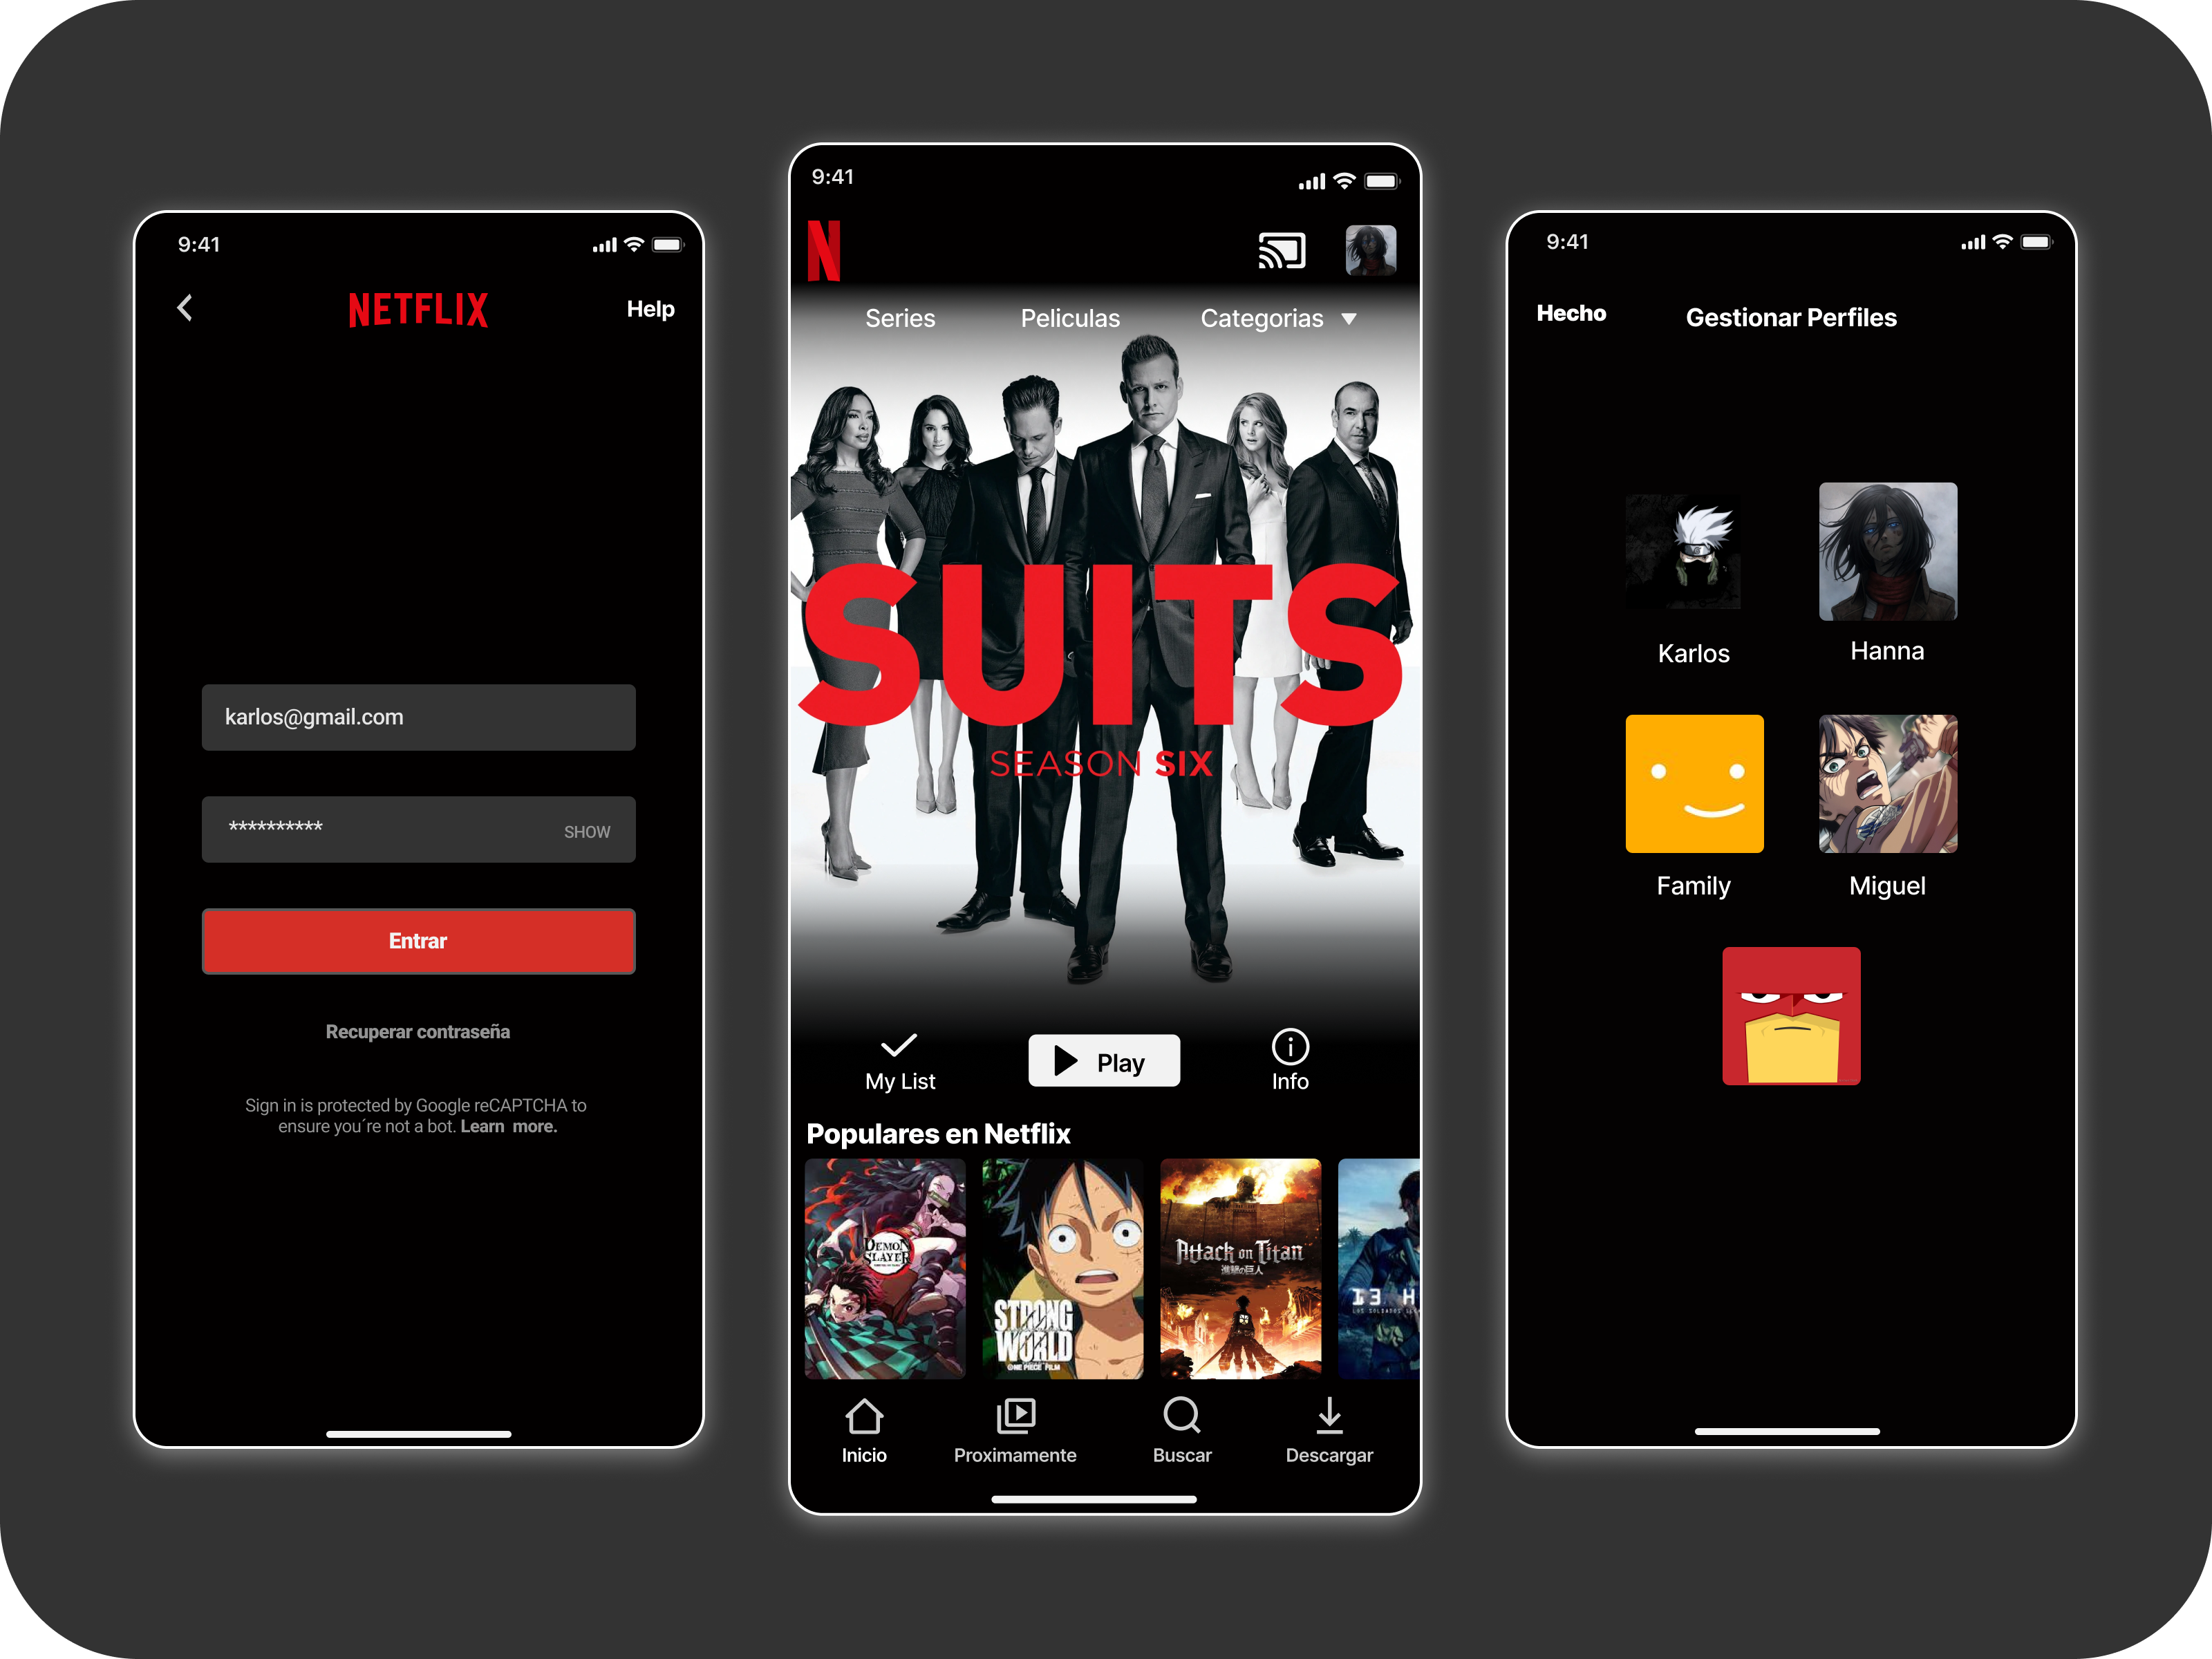 9:41
NETFLIX
Help
karlos@gmail.com
**********
SHOW
Entrar
Recuperar contraseña
Sign in is protected by Google reCAPTCHA to
ensure you´re not a bot. Learn more.
9:41
N
Series
Peliculas
Categorias
SUITS
SEASON SIX
My List
Play
Info
Populares en Netflix
DEMON
SLAYER
STRONG
WORLD
ONE PIECE FILM
Attack on Titan
進撃の巨人
13 H
LOS SOLDADOS
Inicio
Proximamente
Buscar
Descargar
9:41
Hecho
Gestionar Perfiles
Karlos
Hanna
Family
Miguel